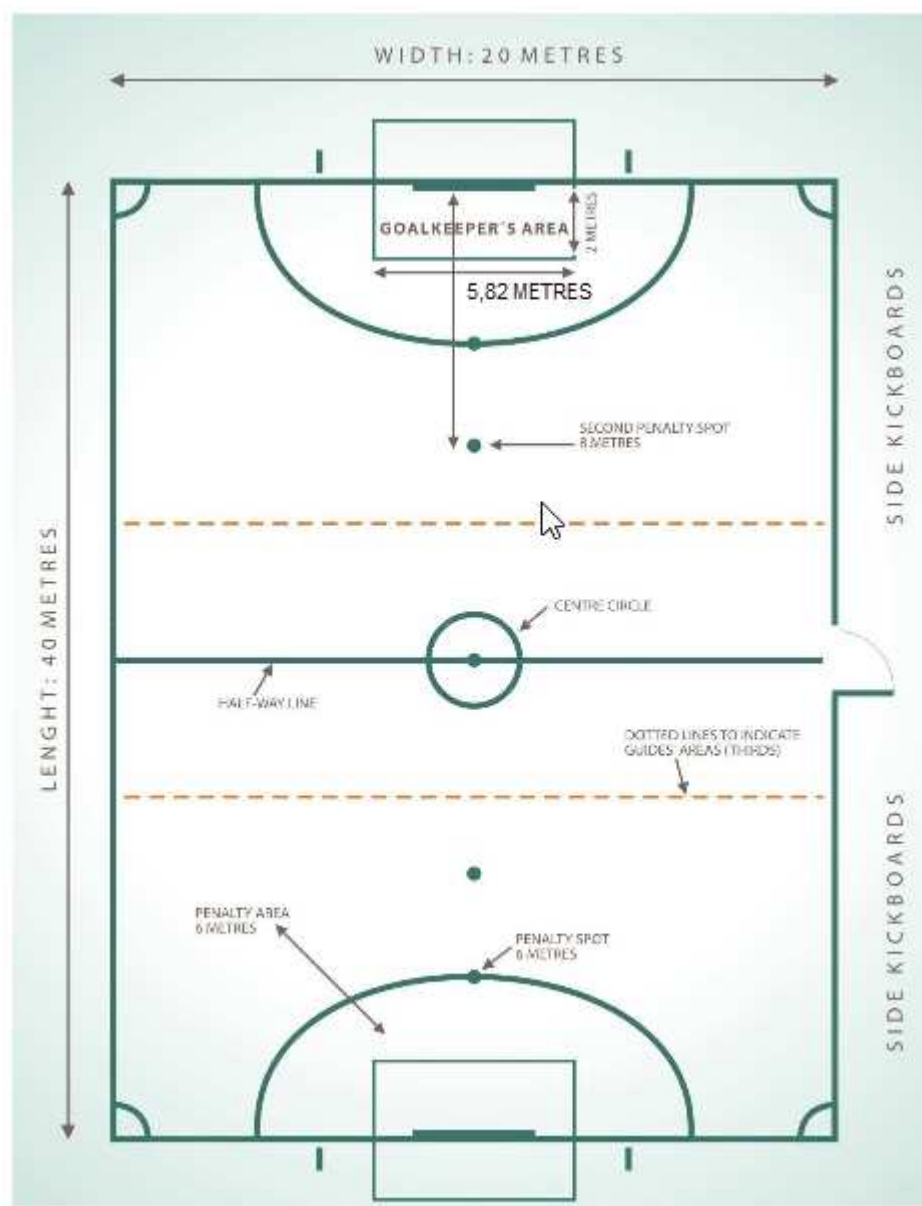 WIDTH: 20 METRES
GOALKEEPER´S AREA
2 METRES
5,82 METRES
SECOND PENALTY SPOT
8 METRES
SIDE KICKBOARDS
LENGHT: 40 METRES
CENTRE CIRCLE
HALF-WAY LINE
DOTTED LINES TO INDICATE
GUIDES´ AREAS (THIRDS)
PENALTY AREA
6 METRES
PENALTY SPOT
6 METRES
SIDE KICKBOARDS